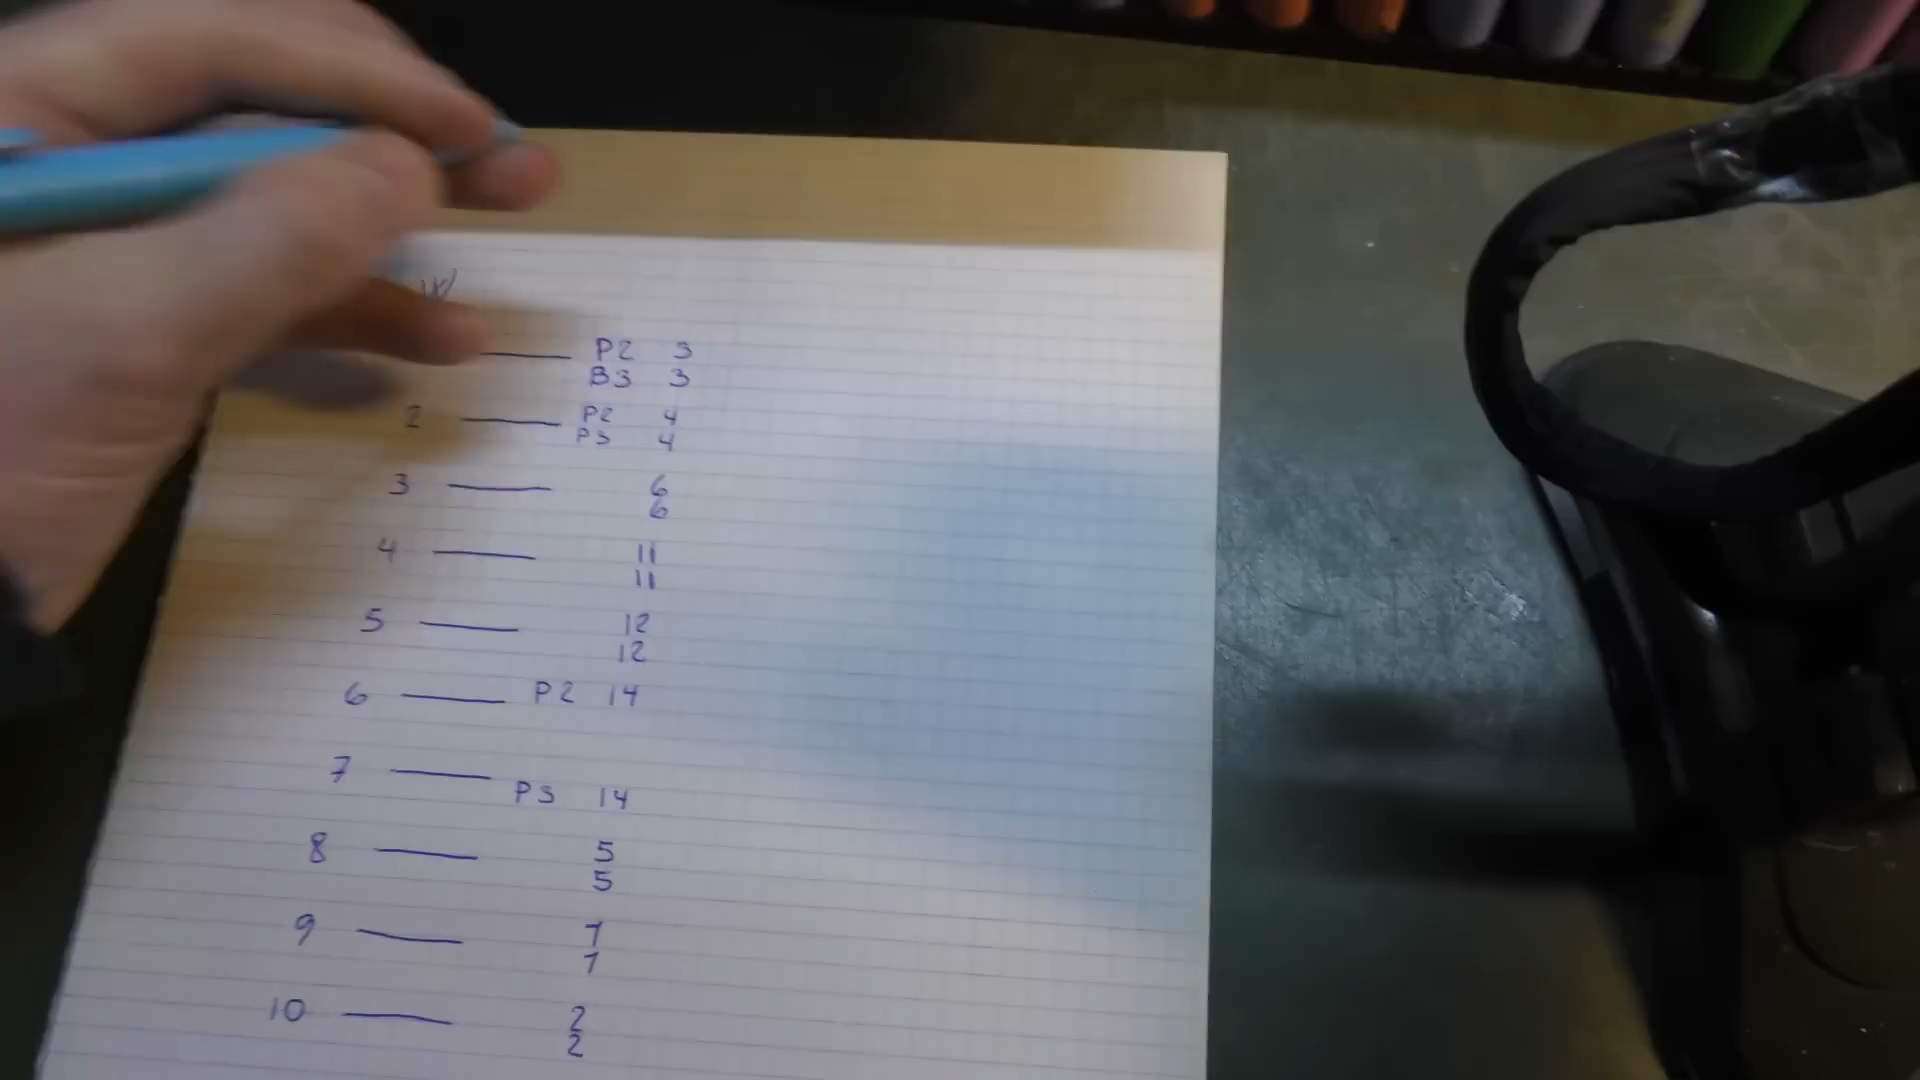 P2 3
B3 3
2 — P2 4
P3 4
3 — 6
6
4 — 11
11
5 — 12
12
6 — P2 14
7 —
P3 14
8 — 5
5
9 — 7
7
10 — 2
2